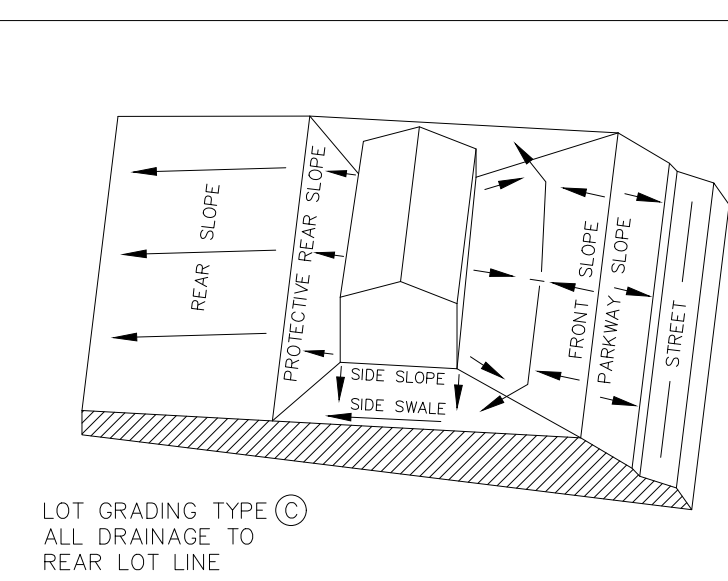 REAR SLOPE
PROTECTIVE REAR SLOPE
SIDE SLOPE
SIDE SWALE
FRONT SLOPE
PARKWAY SLOPE
STREET
LOT GRADING TYPE C
ALL DRAINAGE TO
REAR LOT LINE